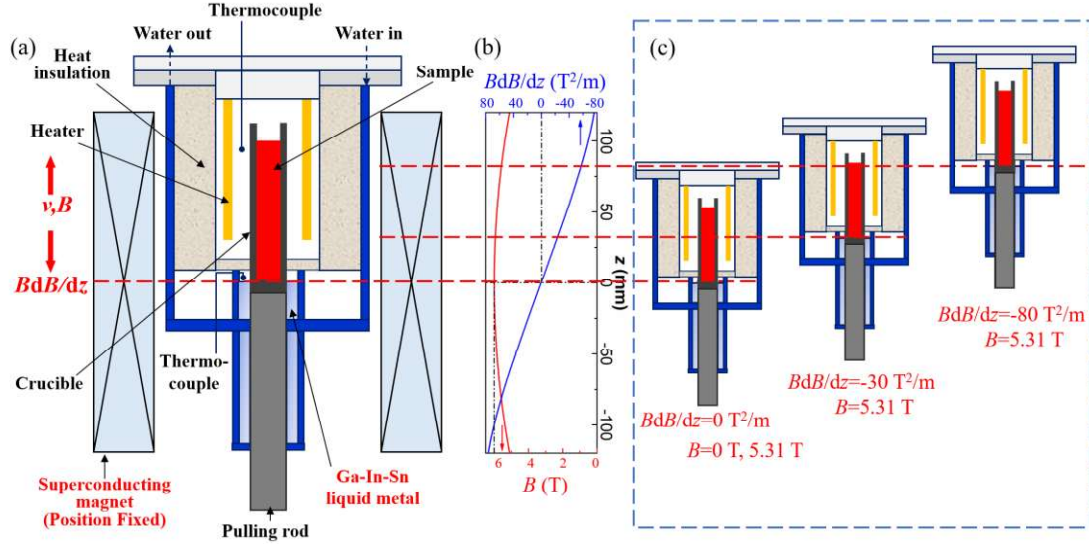 (a)
Thermocouple
Water out
Water in
Heat
insulation
Sample
Heater
v,B
BdB/dz
Crucible
Thermo-
couple
Superconducting
magnet
(Position Fixed)
Ga-In-Sn
liquid metal
Pulling rod
(b)
BdB/dz (T²/m)
80 40 0 -40 -80
100
50
0
-50
-100
z (mm)
6 4 2 0
B (T)
(c)
BdB/dz=0 T²/m
B=0 T, 5.31 T
BdB/dz=-30 T²/m
B=5.31 T
BdB/dz=-80 T²/m
B=5.31 T